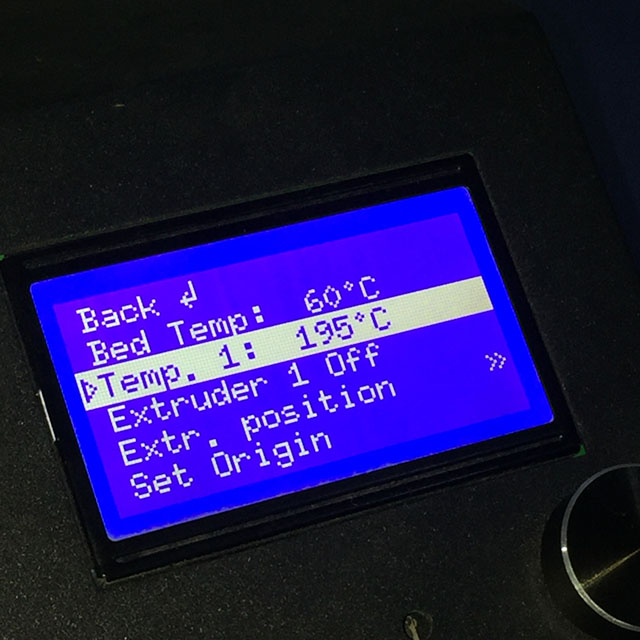 Back ↲
Bed Temp: 60°C
▷Temp. 1: 195°C
Extruder 1 Off
Extr. position »
Set Origin